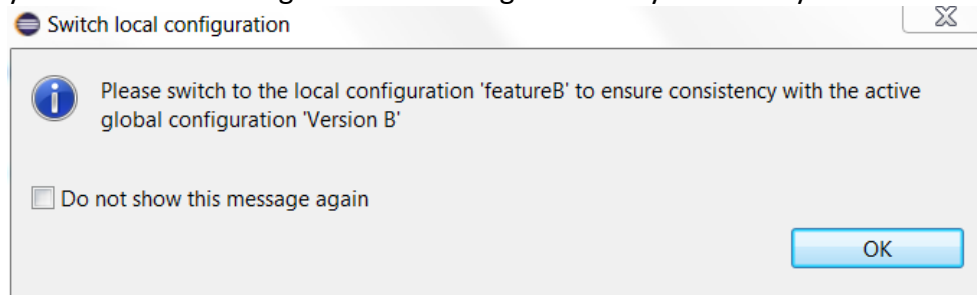 Switch local configuration
Please switch to the local configuration 'featureB' to ensure consistency with the active
global configuration 'Version B'
Do not show this message again
OK